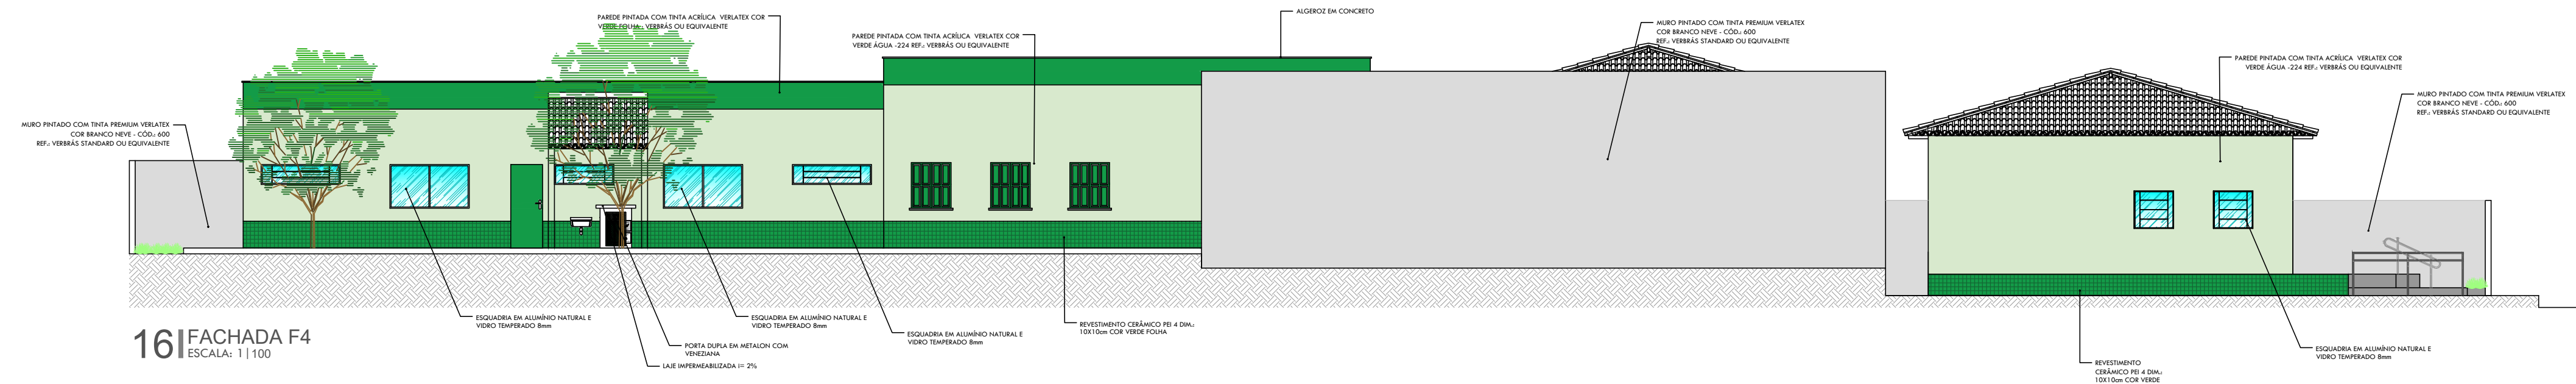 PAREDE PINTADA COM TINTA ACRÍLICA VERLATEX COR
VERDE FOLHA: VERBRÁS OU EQUIVALENTE
PAREDE PINTADA COM TINTA ACRÍLICA VERLATEX COR
VERDE ÁGUA -224 REF.: VERBRÁS OU EQUIVALENTE
ALGEROZ EM CONCRETO
MURO PINTADO COM TINTA PREMIUM VERLATEX
COR BRANCO NEVE - CÓD.: 600
REF.: VERBRÁS STANDARD OU EQUIVALENTE
PAREDE PINTADA COM TINTA ACRÍLICA VERLATEX COR
VERDE ÁGUA -224 REF.: VERBRÁS OU EQUIVALENTE
MURO PINTADO COM TINTA PREMIUM VERLATEX
COR BRANCO NEVE - CÓD.: 600
REF.: VERBRÁS STANDARD OU EQUIVALENTE
MURO PINTADO COM TINTA PREMIUM VERLATEX
COR BRANCO NEVE - CÓD.: 600
REF.: VERBRÁS STANDARD OU EQUIVALENTE
ESQUADRIA EM ALUMÍNIO NATURAL E
VIDRO TEMPERADO 8mm
ESQUADRIA EM ALUMÍNIO NATURAL E
VIDRO TEMPERADO 8mm
ESQUADRIA EM ALUMÍNIO NATURAL E
VIDRO TEMPERADO 8mm
REVESTIMENTO CERÂMICO PEI 4 DIM.:
10X10cm COR VERDE FOLHA
PORTA DUPLA EM METALON COM
VENEZIANA
LAJE IMPERMEABILIZADA i= 2%
ESQUADRIA EM ALUMÍNIO NATURAL E
VIDRO TEMPERADO 8mm
REVESTIMENTO
CERÂMICO PEI 4 DIM.:
10X10cm COR VERDE
16 FACHADA F4
ESCALA: 1 | 100